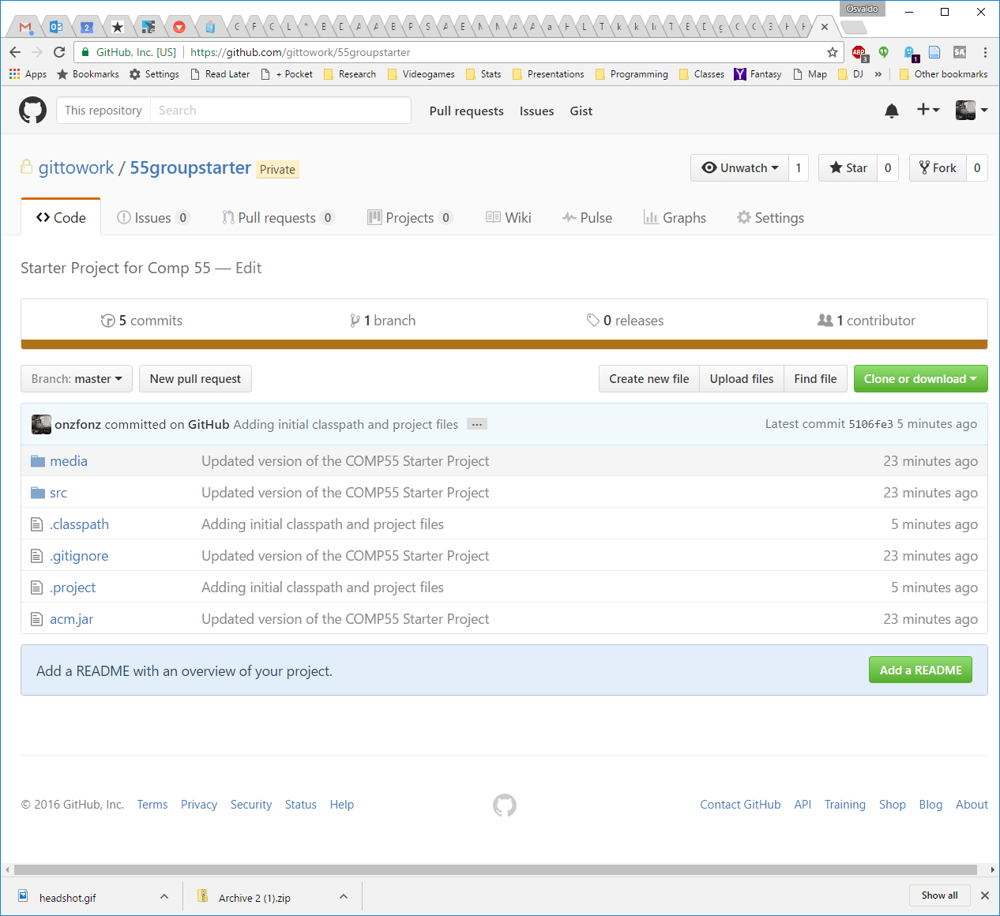 Osvaldo
GitHub, Inc. [US] https://github.com/gittowork/55groupstarter
Apps Bookmarks Settings Read Later + Pocket Research Videogames Stats Presentations Programming Classes Fantasy Map DJ » Other bookmarks
This repository Search Pull requests Issues Gist
gittowork / 55groupstarter Private Unwatch 1 Star 0 Fork 0
Code Issues 0 Pull requests 0 Projects 0 Wiki Pulse Graphs Settings
Starter Project for Comp 55 — Edit
5 commits 1 branch 0 releases 1 contributor
Branch: master New pull request Create new file Upload files Find file Clone or download
onzfonz committed on GitHub Adding initial classpath and project files ... Latest commit 5106fe3 5 minutes ago
media Updated version of the COMP55 Starter Project 23 minutes ago
src Updated version of the COMP55 Starter Project 23 minutes ago
.classpath Adding initial classpath and project files 5 minutes ago
.gitignore Updated version of the COMP55 Starter Project 23 minutes ago
.project Adding initial classpath and project files 5 minutes ago
acm.jar Updated version of the COMP55 Starter Project 23 minutes ago
Add a README with an overview of your project. Add a README
© 2016 GitHub, Inc. Terms Privacy Security Status Help Contact GitHub API Training Shop Blog About
headshot.gif Archive 2 (1).zip Show all